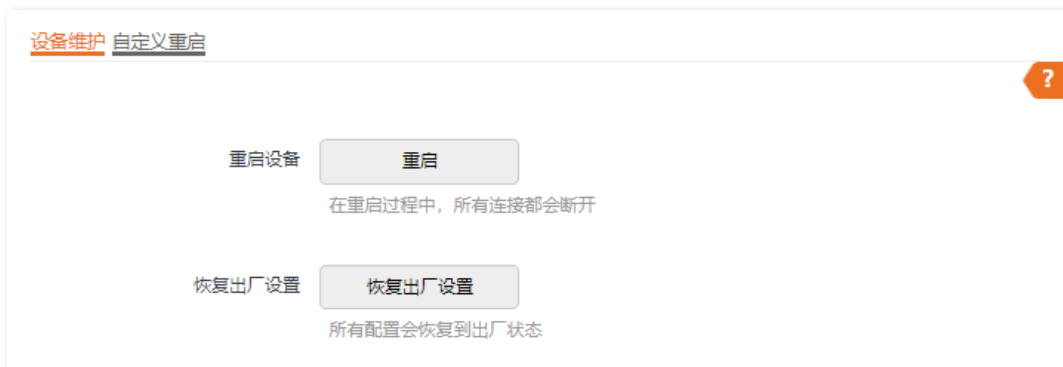 设备维护 自定义重启
?
重启设备 重启
在重启过程中，所有连接都会断开
恢复出厂设置 恢复出厂设置
所有配置会恢复到出厂状态